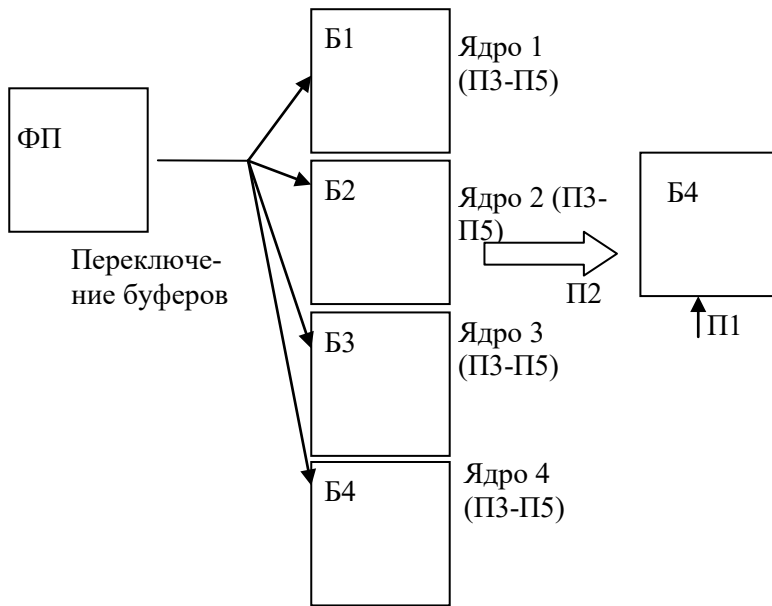 ФП
Переключе-
ние буферов
Б1
Ядро 1
(П3-П5)
Б2
Ядро 2 (П3-
П5)
Б3
Ядро 3
(П3-П5)
Б4
Ядро 4
(П3-П5)
П2
Б4
П1